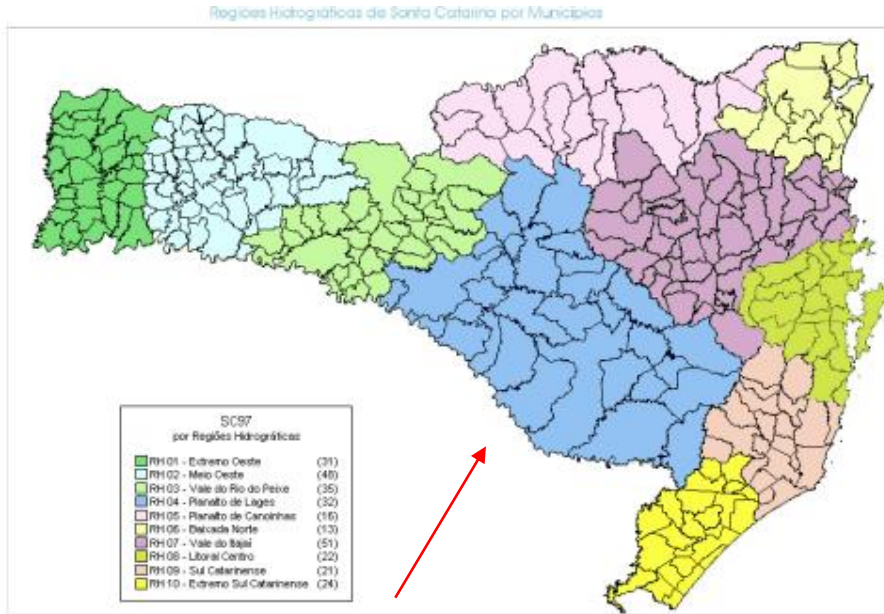 Regiões Hidrográficas de Santa Catarina por Municípios
SC97
por Regiões Hidrográficas
RH 01 - Extremo Oeste (31)
RH 02 - Meio Oeste (48)
RH 03 - Vale do Rio do Peixe (35)
RH 04 - Planalto de Lages (32)
RH 05 - Planalto de Canoinhas (16)
RH 06 - Baixada Norte (13)
RH 07 - Vale do Itajaí (51)
RH 08 - Litoral Centro (22)
RH 09 - Sul Catarinense (21)
RH 10 - Extremo Sul Catarinense (24)